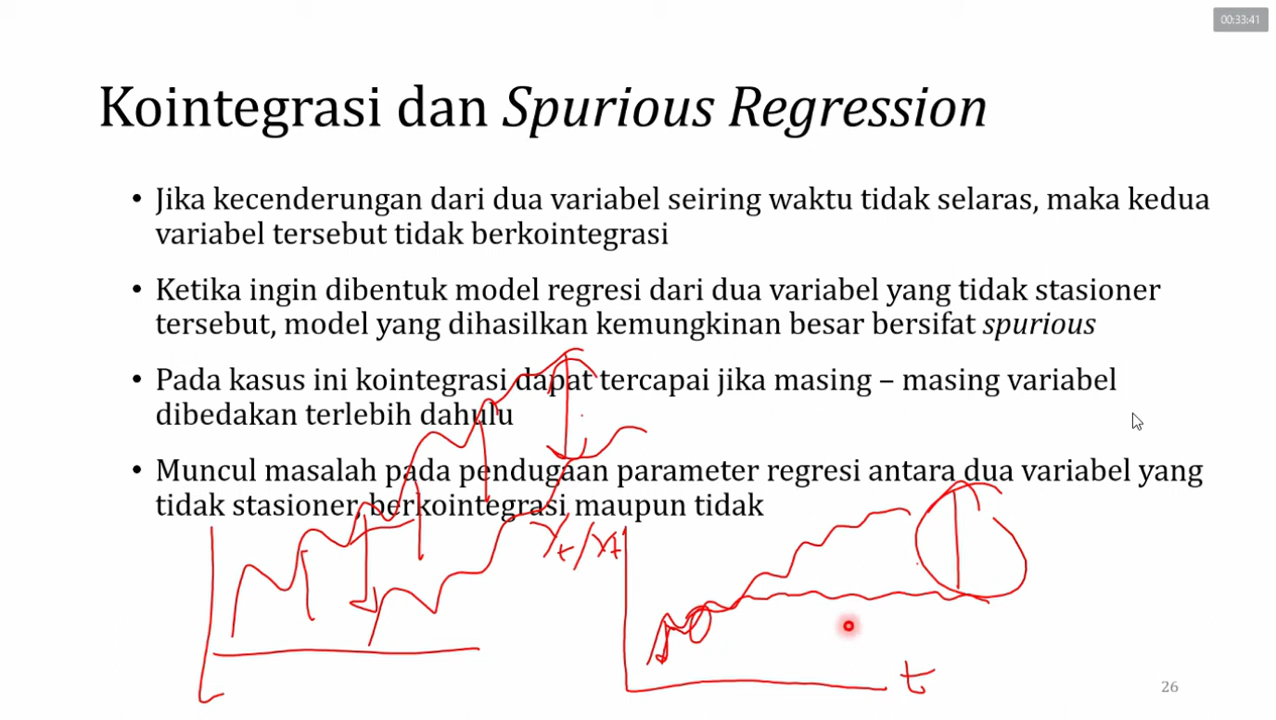 00:33:41
Kointegrasi dan Spurious Regression
• Jika kecenderungan dari dua variabel seiring waktu tidak selaras, maka kedua
variabel tersebut tidak berkointegrasi
• Ketika ingin dibentuk model regresi dari dua variabel yang tidak stasioner
tersebut, model yang dihasilkan kemungkinan besar bersifat spurious
• Pada kasus ini kointegrasi dapat tercapai jika masing – masing variabel
dibedakan terlebih dahulu
• Muncul masalah pada pendugaan parameter regresi antara dua variabel yang
tidak stasioner, berkointegrasi maupun tidak
Yt/Xt
t
26